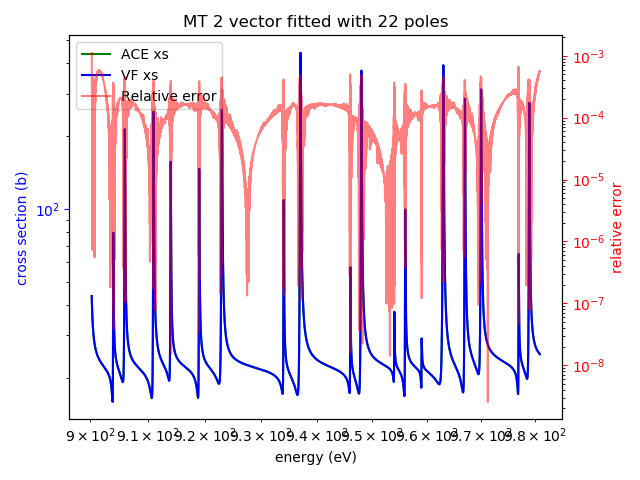 MT 2 vector fitted with 22 poles
ACE xs
VF xs
Relative error
cross section (b)
10²
10⁻³
10⁻⁴
10⁻⁵
10⁻⁶
10⁻⁷
10⁻⁸
relative error
9 × 10² 9.1 × 10² 9.2 × 10² 9.3 × 10² 9.4 × 10² 9.5 × 10² 9.6 × 10² 9.7 × 10² 9.8 × 10²
energy (eV)